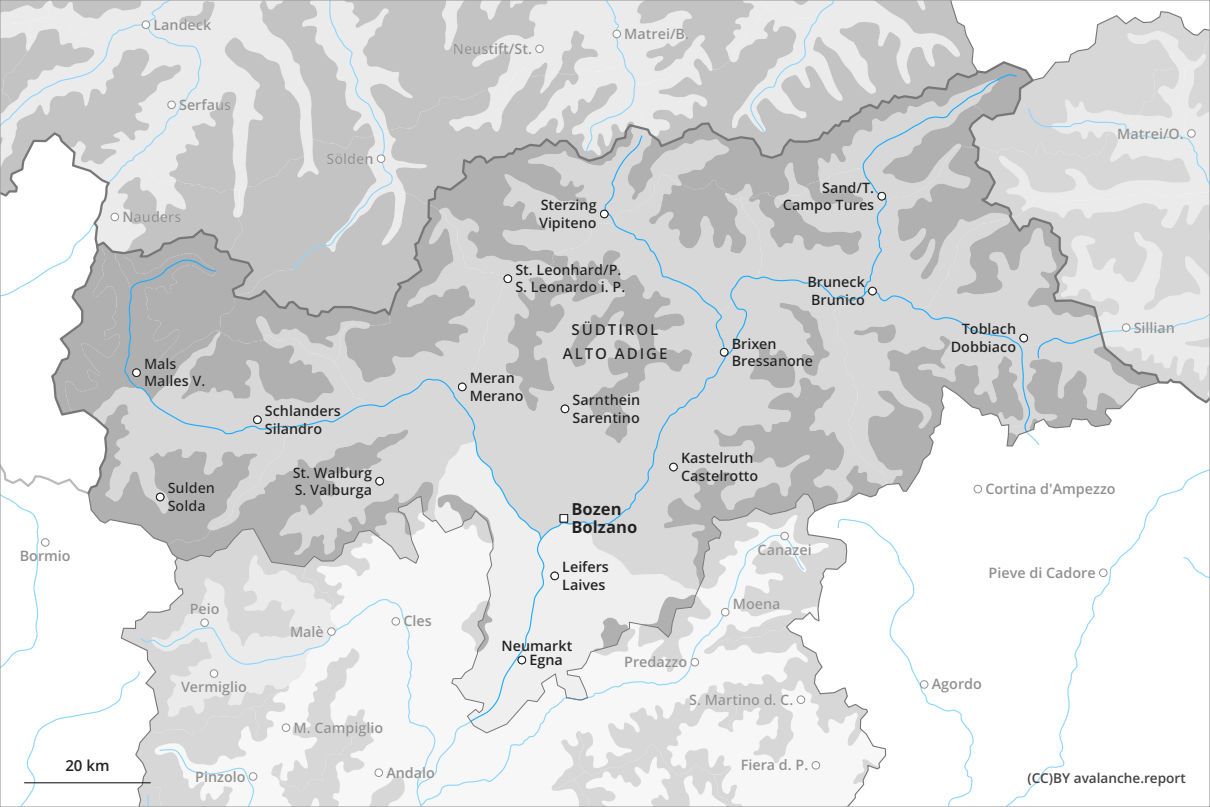 Landeck
Neustift/St.
Matrei/B.
Serfaus
Matrei/O.
Sölden
Sand/T.
Campo Tures
Nauders
Sterzing
Vipiteno
St. Leonhard/P.
S. Leonardo i. P.
Bruneck
Brunico
SÜDTIROL
ALTO ADIGE
Sillian
Toblach
Dobbiaco
Brixen
Bressanone
Mals
Malles V.
Meran
Merano
Sarnthein
Sarentino
Schlanders
Silandro
Kastelruth
Castelrotto
St. Walburg
S. Valburga
Sulden
Solda
Cortina d'Ampezzo
Bozen
Bolzano
Bormio
Canazei
Leifers
Laives
Pieve di Cadore
Peio
Moena
Cles
Malè
Neumarkt
Egna
Predazzo
Vermiglio
Agordo
S. Martino d. C.
M. Campiglio
20 km
Fiera d. P.
Pinzolo
Andalo
(CC)BY avalanche.report